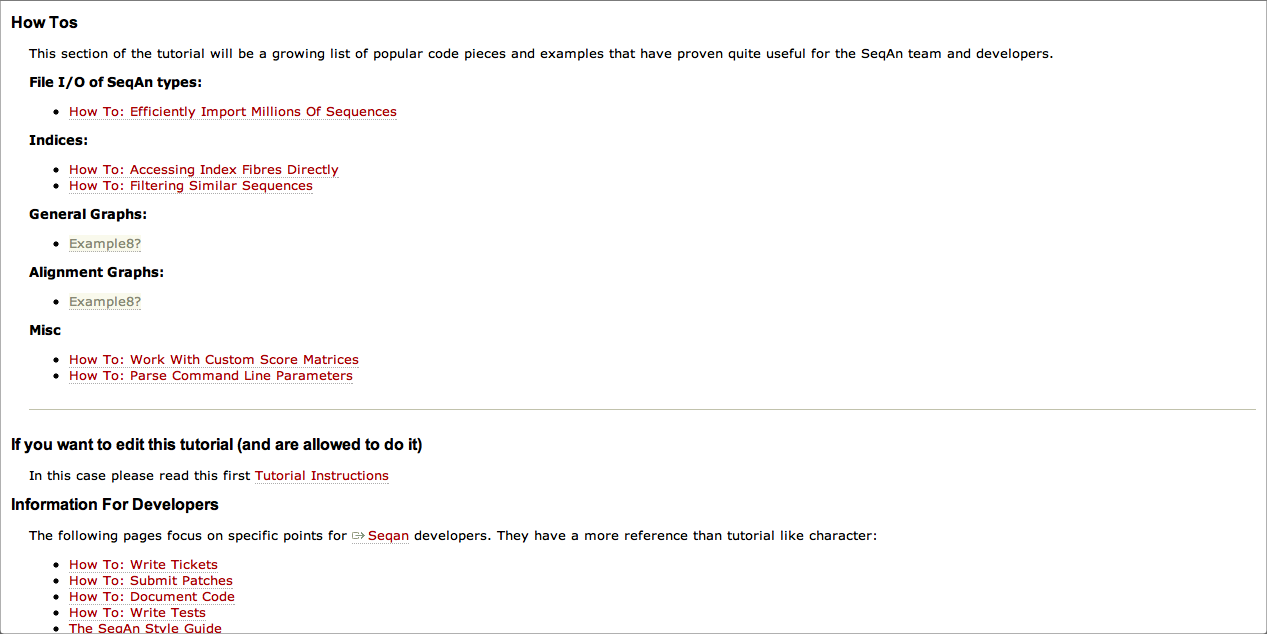 How Tos
This section of the tutorial will be a growing list of popular code pieces and examples that have proven quite useful for the SeqAn team and developers.
File I/O of SeqAn types:
How To: Efficiently Import Millions Of Sequences
Indices:
How To: Accessing Index Fibres Directly
How To: Filtering Similar Sequences
General Graphs:
Example8?
Alignment Graphs:
Example8?
Misc
How To: Work With Custom Score Matrices
How To: Parse Command Line Parameters
If you want to edit this tutorial (and are allowed to do it)
In this case please read this first Tutorial Instructions
Information For Developers
The following pages focus on specific points for Seqan developers. They have a more reference than tutorial like character:
How To: Write Tickets
How To: Submit Patches
How To: Document Code
How To: Write Tests
The SeqAn Style Guide